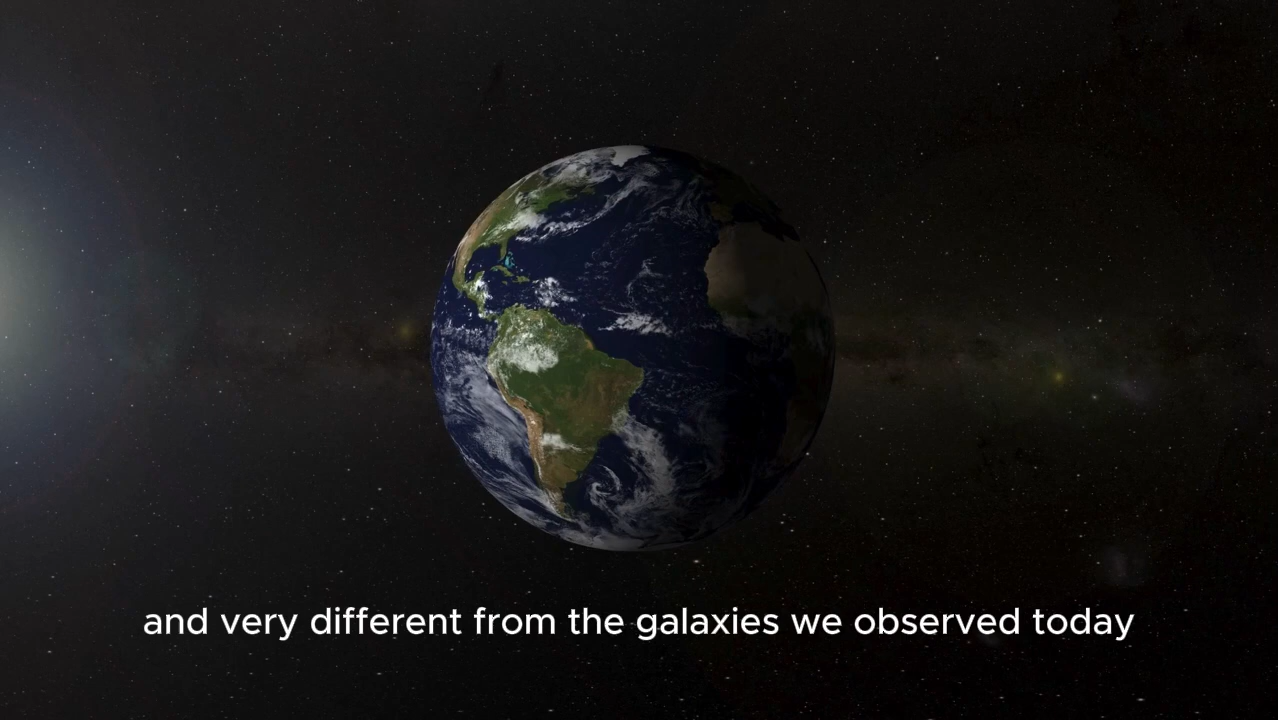 and very different from the galaxies we observed today